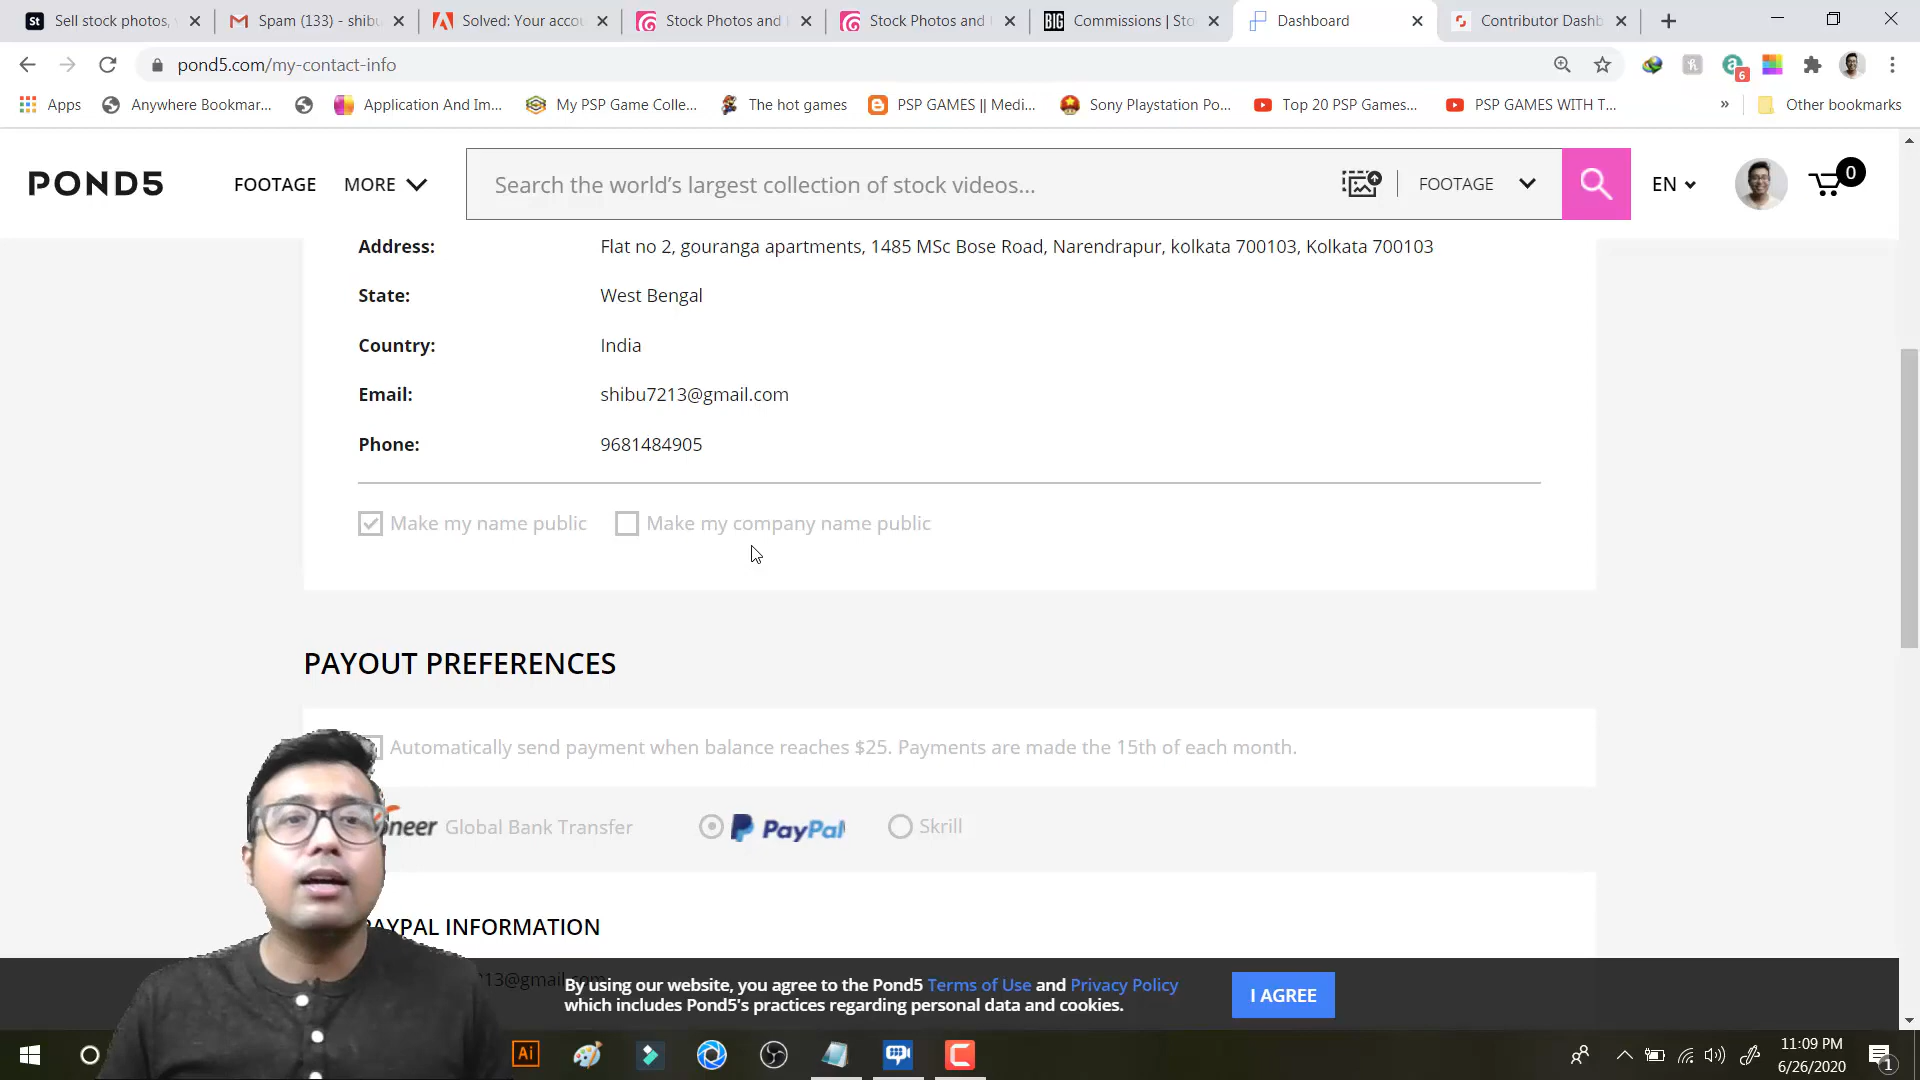 Sell stock photos,
Spam (133) - shibu
Solved: Your accou
Stock Photos and
Stock Photos and
Commissions | Sto
Dashboard
Contributor Dashb
pond5.com/my-contact-info
6
Apps
Anywhere Bookmar...
Application And Im...
My PSP Game Colle...
The hot games
PSP GAMES || Medi...
Sony Playstation Po...
Top 20 PSP Games...
PSP GAMES WITH T...
»
Other bookmarks
POND5
FOOTAGE
MORE
Search the world's largest collection of stock videos...
FOOTAGE
EN
0
Address: Flat no 2, gouranga apartments, 1485 MSc Bose Road, Narendrapur, kolkata 700103, Kolkata 700103
State: West Bengal
Country: India
Email: shibu7213@gmail.com
Phone: 9681484905
Make my name public
Make my company name public
PAYOUT PREFERENCES
Automatically send payment when balance reaches $25. Payments are made the 15th of each month.
oneer Global Bank Transfer
PayPal
Skrill
PAYPAL INFORMATION
13@gmail.com
By using our website, you agree to the Pond5 Terms of Use and Privacy Policy
which includes Pond5's practices regarding personal data and cookies.
I AGREE
Ai
11:09 PM
6/26/2020
1